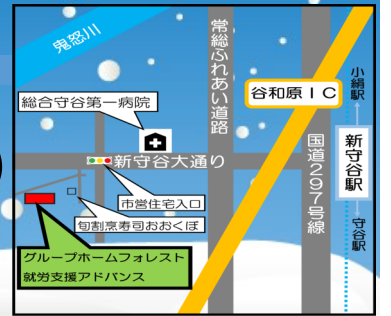 鬼怒川
常総ふれあい道路
小絹駅
谷和原IC
総合守谷第一病院
新守谷駅
新守谷大通り
国道297号線
市営住宅入口
旬割烹寿司おおくぼ
守谷駅
グループホームフォレスト
就労支援アドバンス